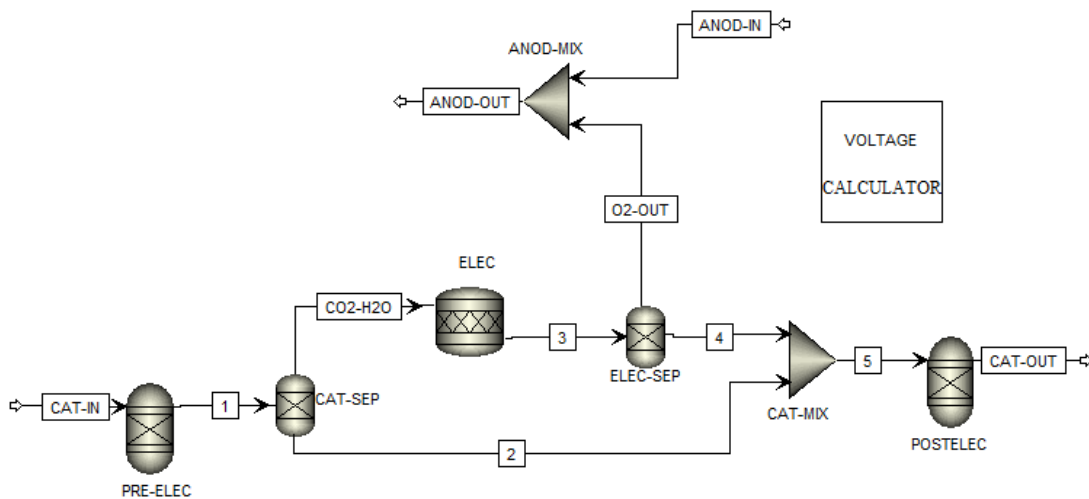 ANOD-IN
ANOD-MIX
ANOD-OUT
VOLTAGE
CALCULATOR
O2-OUT
ELEC
CO2-H2O
3
4
5
CAT-OUT
ELEC-SEP
CAT-IN
1
CAT-SEP
CAT-MIX
2
POSTELEC
PRE-ELEC